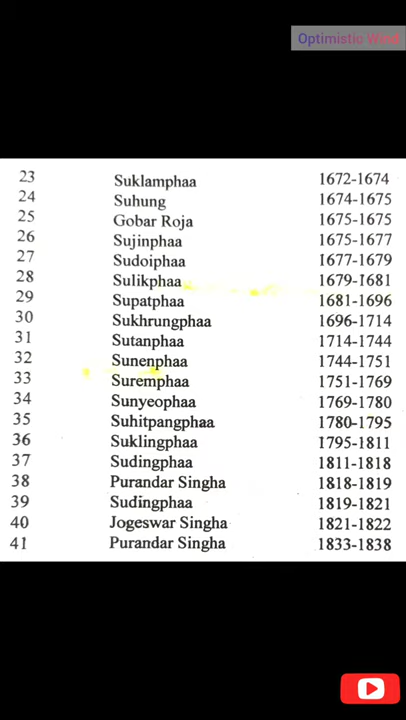 Optimistic Wind
23 Suklamphaa 1672-1674
24 Suhung 1674-1675
25 Gobar Roja 1675-1675
26 Sujinphaa 1675-1677
27 Sudoiphaa 1677-1679
28 Sulikphaa 1679-1681
29 Supatphaa 1681-1696
30 Sukhrungphaa 1696-1714
31 Sutanphaa 1714-1744
32 Sunenphaa 1744-1751
33 Suremphaa 1751-1769
34 Sunyeophaa 1769-1780
35 Suhitpangphaa 1780-1795
36 Suklingphaa 1795-1811
37 Sudingphaa 1811-1818
38 Purandar Singha 1818-1819
39 Sudingphaa 1819-1821
40 Jogeswar Singha 1821-1822
41 Purandar Singha 1833-1838